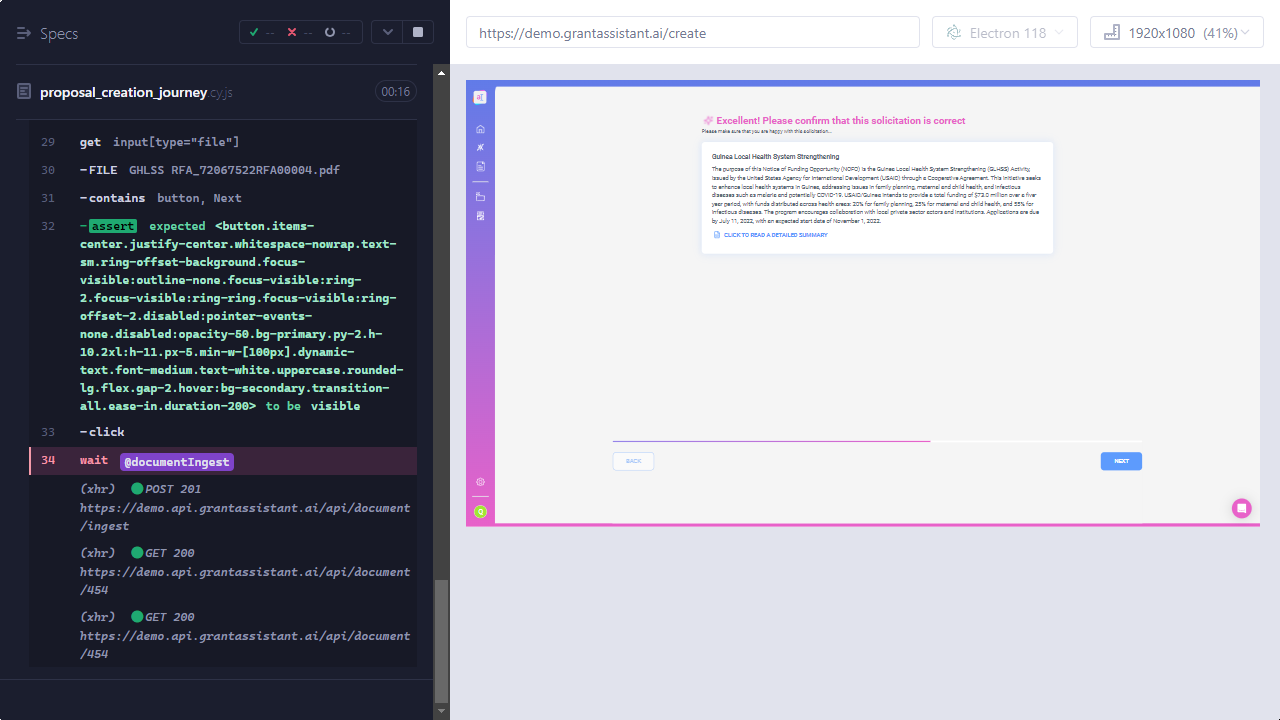 Specs
--
--
--
proposal_creation_journey cy.js
00:16
29 get input[type="file"]
30 -FILE GHLSS RFA_72067522RFA00004.pdf
31 -contains button, Next
32 -assert expected <button.items-
center.justify-center.whitespace-nowrap.text-
sm.ring-offset-background.focus-
visible:outline-none.focus-visible:ring-
2.focus-visible:ring-ring.focus-visible:ring-
offset-2.disabled:pointer-events-
none.disabled:opacity-50.bg-primary.py-2.h-
10.2xl:h-11.px-5.min-w-[100px].dynamic-
text.font-medium.text-white.uppercase.rounded-
lg.flex.gap-2.hover:bg-secondary.transition-
all.ease-in.duration-200> to be visible
33 -click
34 wait @documentIngest
(xhr) POST 201
https://demo.api.grantassistant.ai/api/document
/ingest
(xhr) GET 200
https://demo.api.grantassistant.ai/api/document
/454
(xhr) GET 200
https://demo.api.grantassistant.ai/api/document
/454
https://demo.grantassistant.ai/create
Electron 118
1920x1080 (41%)
Excellent! Please confirm that this solicitation is correct
Please make sure that you are happy with this solicitation...
Guinea Local Health System Strengthening
The purpose of this Notice of Funding Opportunity (NOFO) is the Guinea Local Health System Strengthening (GLHSS) Activity,
issued by the United States Agency for International Development (USAID) through a Cooperative Agreement. This initiative seeks
to enhance local health systems in Guinea, addressing issues in family planning, maternal and child health, and infectious
diseases such as malaria and potentially COVID-19. USAID/Guinea intends to provide a total funding of $73.0 million over a five-
year period, with funds distributed across health areas: 20% for family planning, 25% for maternal and child health, and 55% for
infectious diseases. The program encourages collaboration with local private sector actors and institutions. Applications are due
by July 11, 2022, with an expected start date of November 1, 2022.
CLICK TO READ A DETAILED SUMMARY
BACK
NEXT